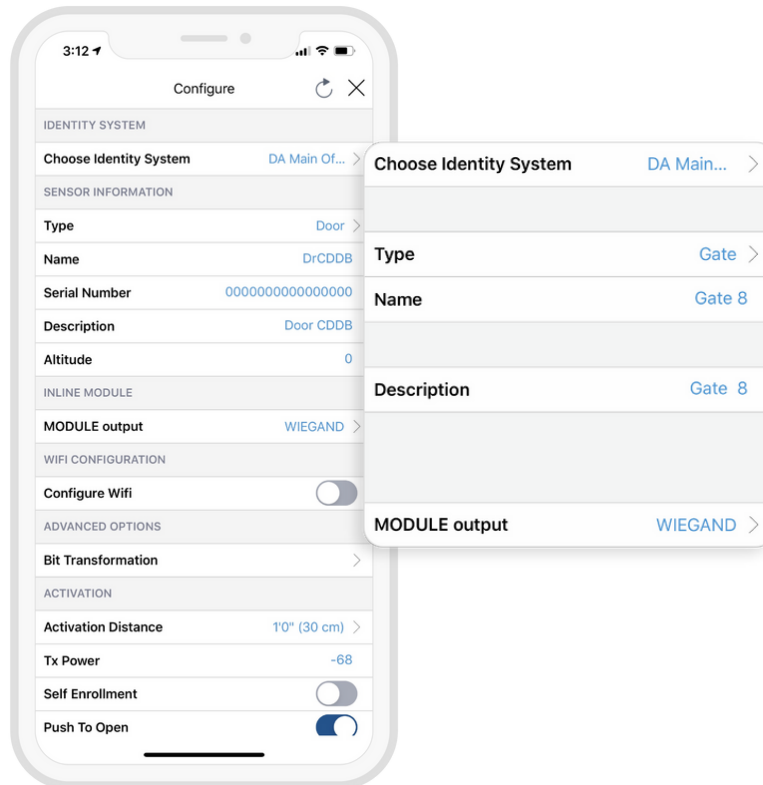 3:12
Configure
IDENTITY SYSTEM
Choose Identity System DA Main Of...
SENSOR INFORMATION
Type Door
Name DrCDDB
Serial Number 0000000000000000
Description Door CDDB
Altitude 0
INLINE MODULE
MODULE output WIEGAND
WIFI CONFIGURATION
Configure Wifi
ADVANCED OPTIONS
Bit Transformation
ACTIVATION
Activation Distance 1'0" (30 cm)
Tx Power -68
Self Enrollment
Push To Open
Choose Identity System DA Main...
Type Gate
Name Gate 8
Description Gate 8
MODULE output WIEGAND